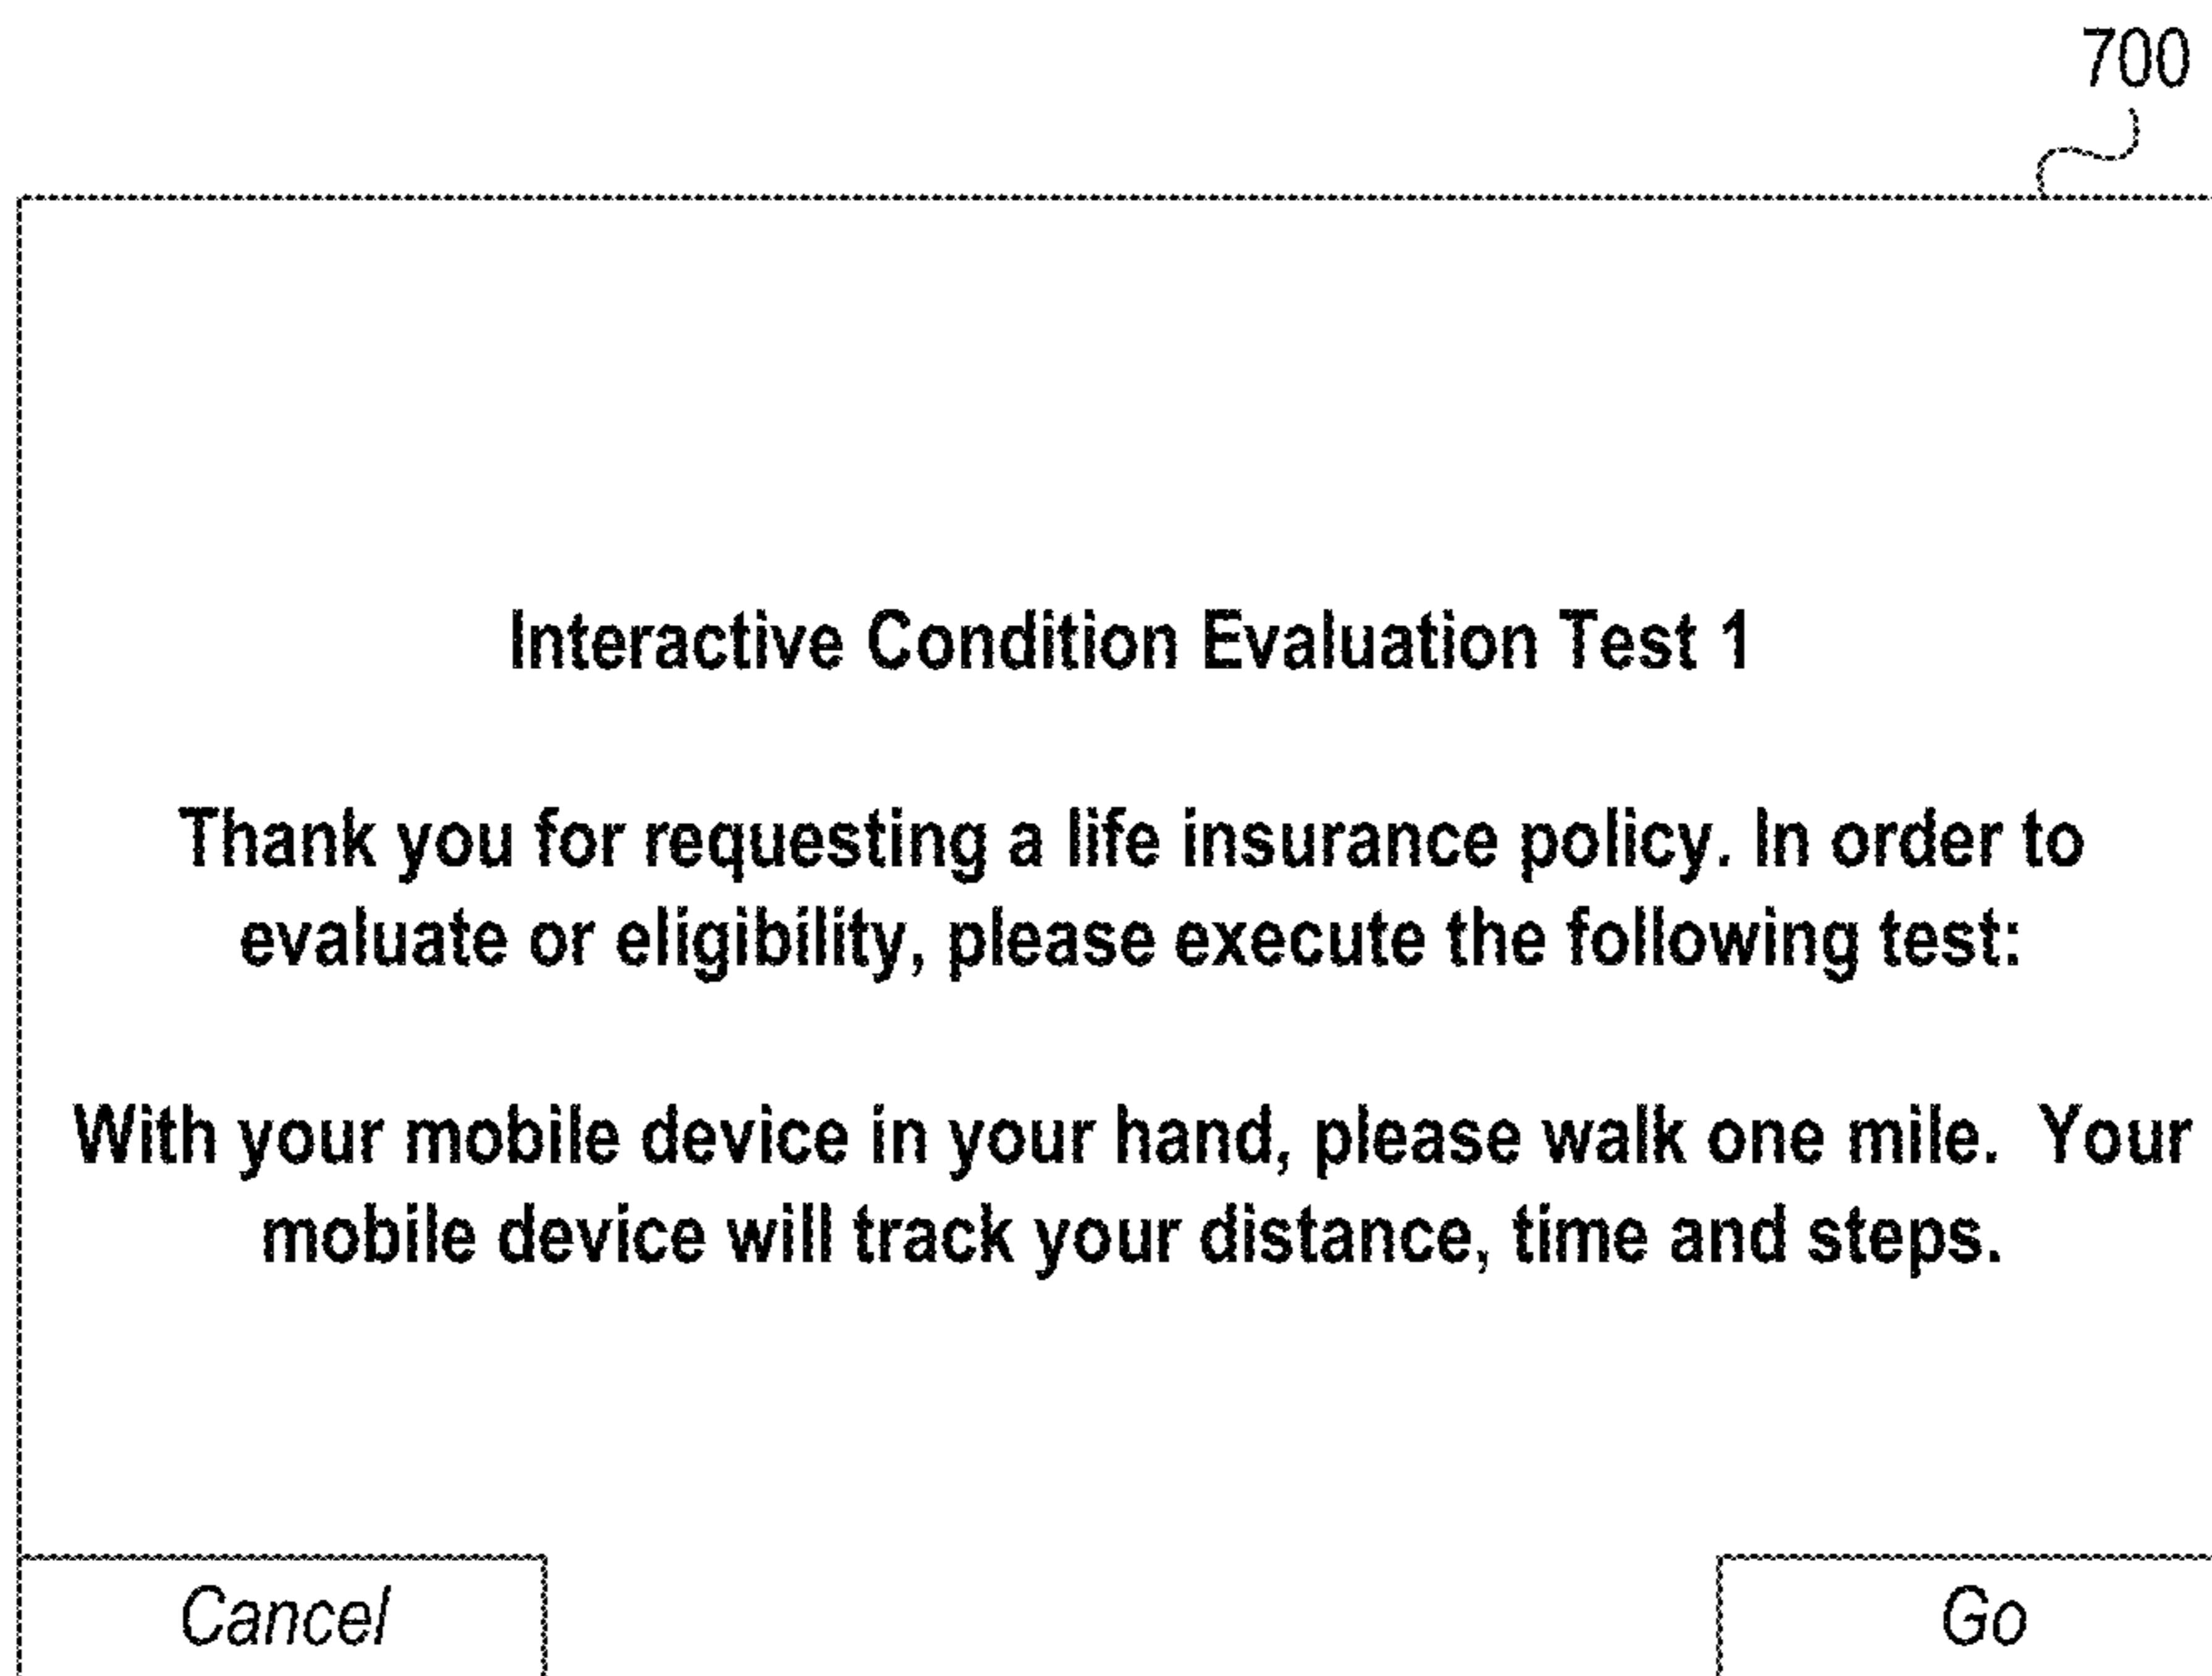 700
Interactive Condition Evaluation Test 1
Thank you for requesting a life insurance policy. In order to
evaluate or eligibility, please execute the following test:
With your mobile device in your hand, please walk one mile.  Your
mobile device will track your distance, time and steps.
Cancel
Go